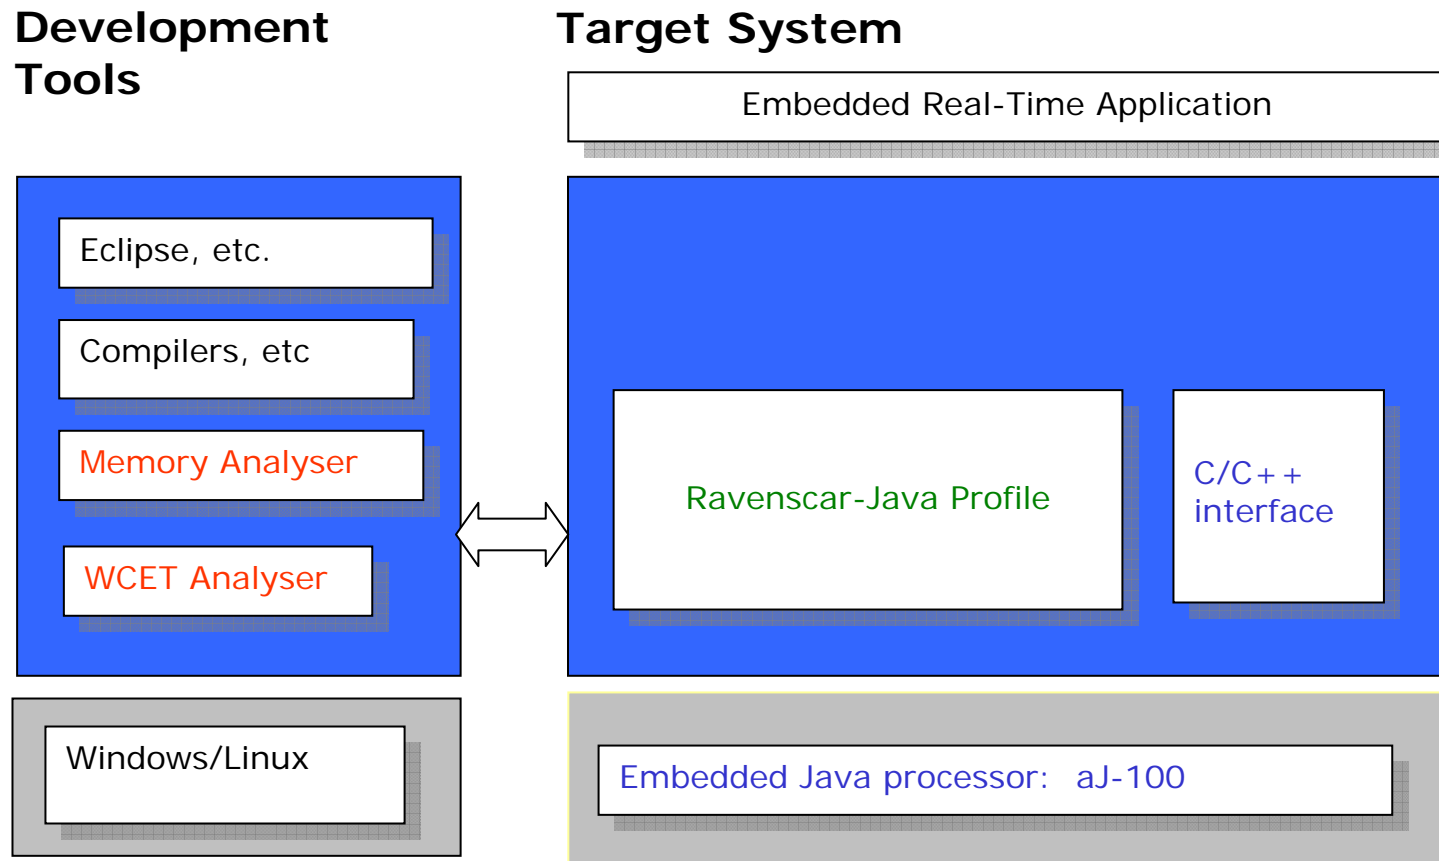 Development
Tools
Target System
Embedded Real-Time Application
Eclipse, etc.
Compilers, etc
Memory Analyser
WCET Analyser
Ravenscar-Java Profile
C/C++
interface
Windows/Linux
Embedded Java processor: aJ-100